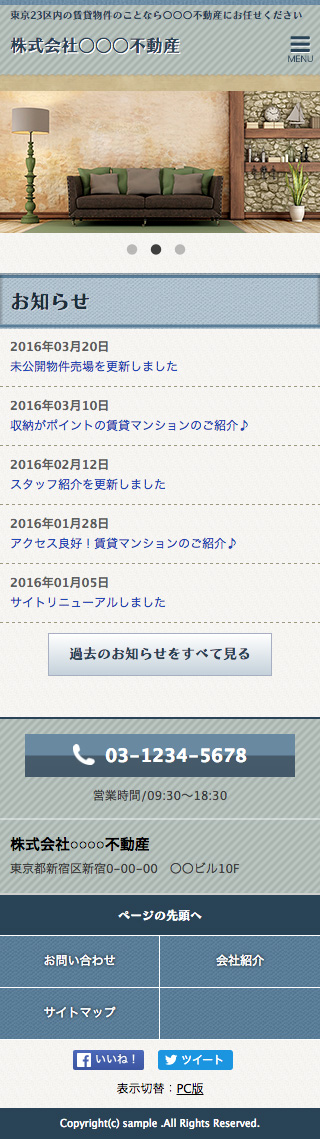 東京23区内の賃貸物件のことなら〇〇〇不動産にお任せください
株式会社〇〇〇不動産
MENU
お知らせ
2016年03月20日
未公開物件売場を更新しました
2016年03月10日
収納がポイントの賃貸マンションのご紹介♪
2016年02月12日
スタッフ紹介を更新しました
2016年01月28日
アクセス良好！賃貸マンションのご紹介♪
2016年01月05日
サイトリニューアルしました
過去のお知らせをすべて見る
03-1234-5678
営業時間/09:30～18:30
株式会社○○○○不動産
東京都新宿区新宿0-00-00　〇〇ビル10F
ページの先頭へ
お問い合わせ
会社紹介
サイトマップ
いいね！
ツイート
表示切替：PC版
Copyright(c) sample .All Rights Reserved.